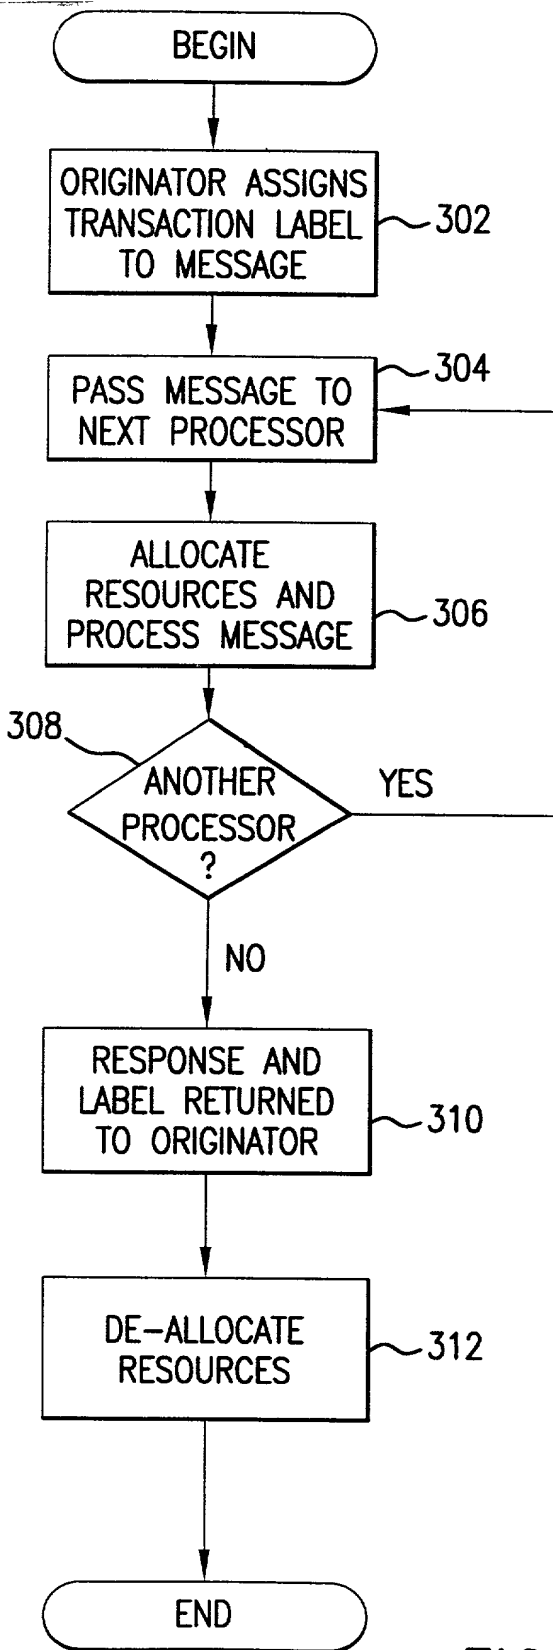 BEGIN
ORIGINATOR ASSIGNS
TRANSACTION LABEL
TO MESSAGE
302
304
PASS MESSAGE TO
NEXT PROCESSOR
ALLOCATE
RESOURCES AND
PROCESS MESSAGE
306
308
ANOTHER
PROCESSOR
?
YES
NO
RESPONSE AND
LABEL RETURNED
TO ORIGINATOR
310
DE-ALLOCATE
RESOURCES
312
END